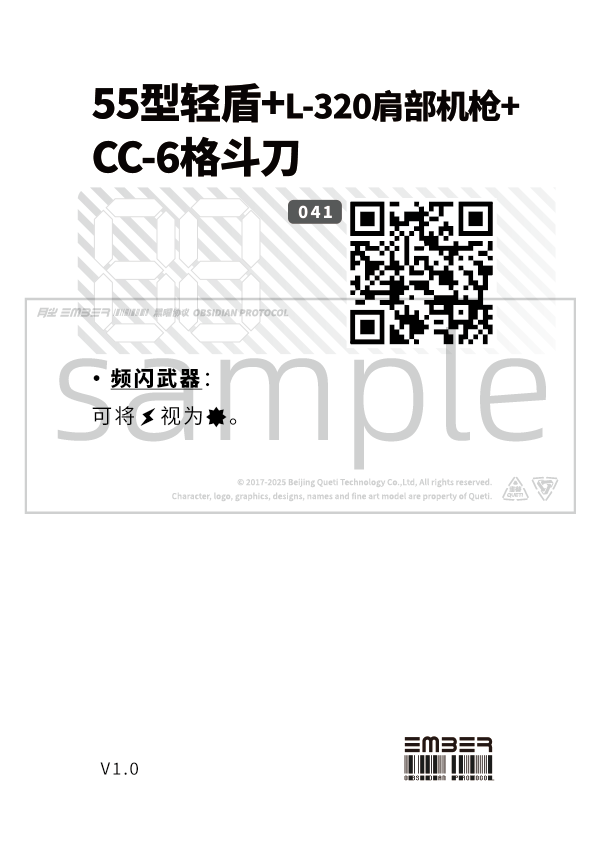 55型轻盾+L-320肩部机枪+
CC-6格斗刀
041
月尘 EMBER 黑曜协议 OBSIDIAN PROTOCOL
sample
• 频闪武器：
可将视为。
© 2017-2025 Beijing Queti Technology Co.,Ltd, All rights reserved.
Character, logo, graphics, designs, names and fine art model are property of Queti.
QUETI
V1.0
EMBER
OBSIDIAN PROTOCOL